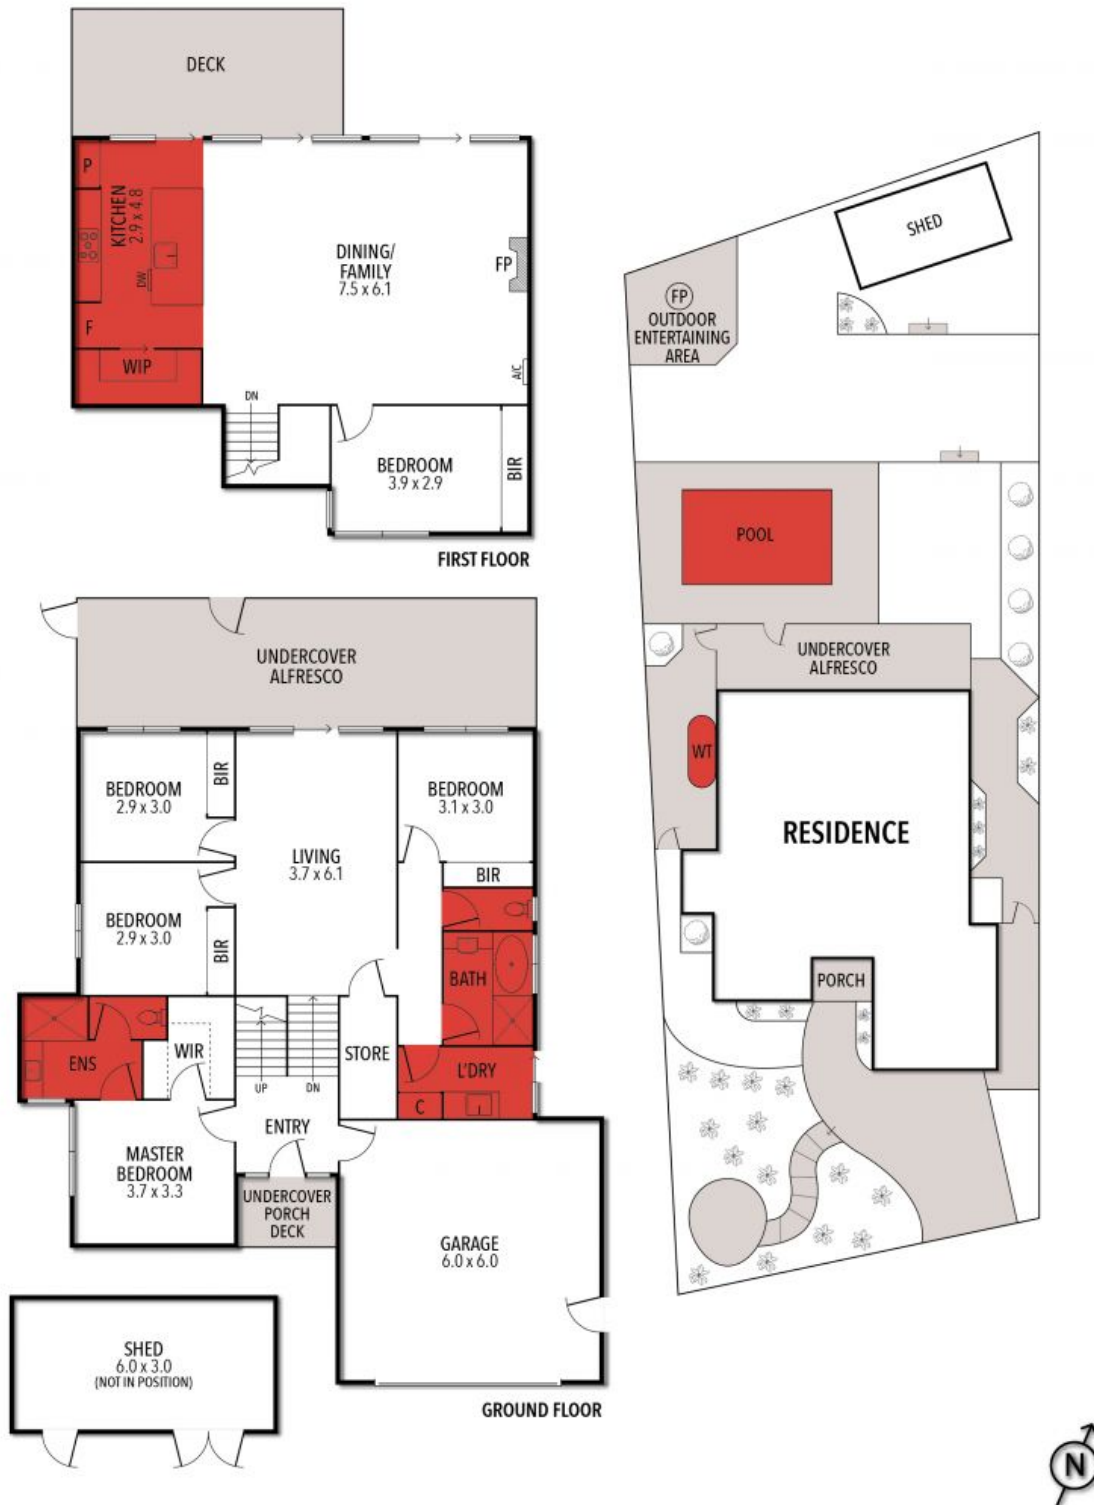 DECK
P
KITCHEN
2.9 x 4.8
DW
F
WIP
DINING/
FAMILY
7.5 x 6.1
FP
A/C
DN
BEDROOM
3.9 x 2.9
BIR
FIRST FLOOR
UNDERCOVER
ALFRESCO
BEDROOM
2.9 x 3.0
BIR
LIVING
3.7 x 6.1
BEDROOM
3.1 x 3.0
BIR
BEDROOM
2.9 x 3.0
BIR
BATH
ENS
WIR
UP
DN
STORE
L'DRY
C
ENTRY
MASTER
BEDROOM
3.7 x 3.3
UNDERCOVER
PORCH
DECK
GARAGE
6.0 x 6.0
SHED
6.0 x 3.0
(NOT IN POSITION)
GROUND FLOOR
SHED
FP
OUTDOOR
ENTERTAINING
AREA
POOL
UNDERCOVER
ALFRESCO
WT
RESIDENCE
PORCH
N